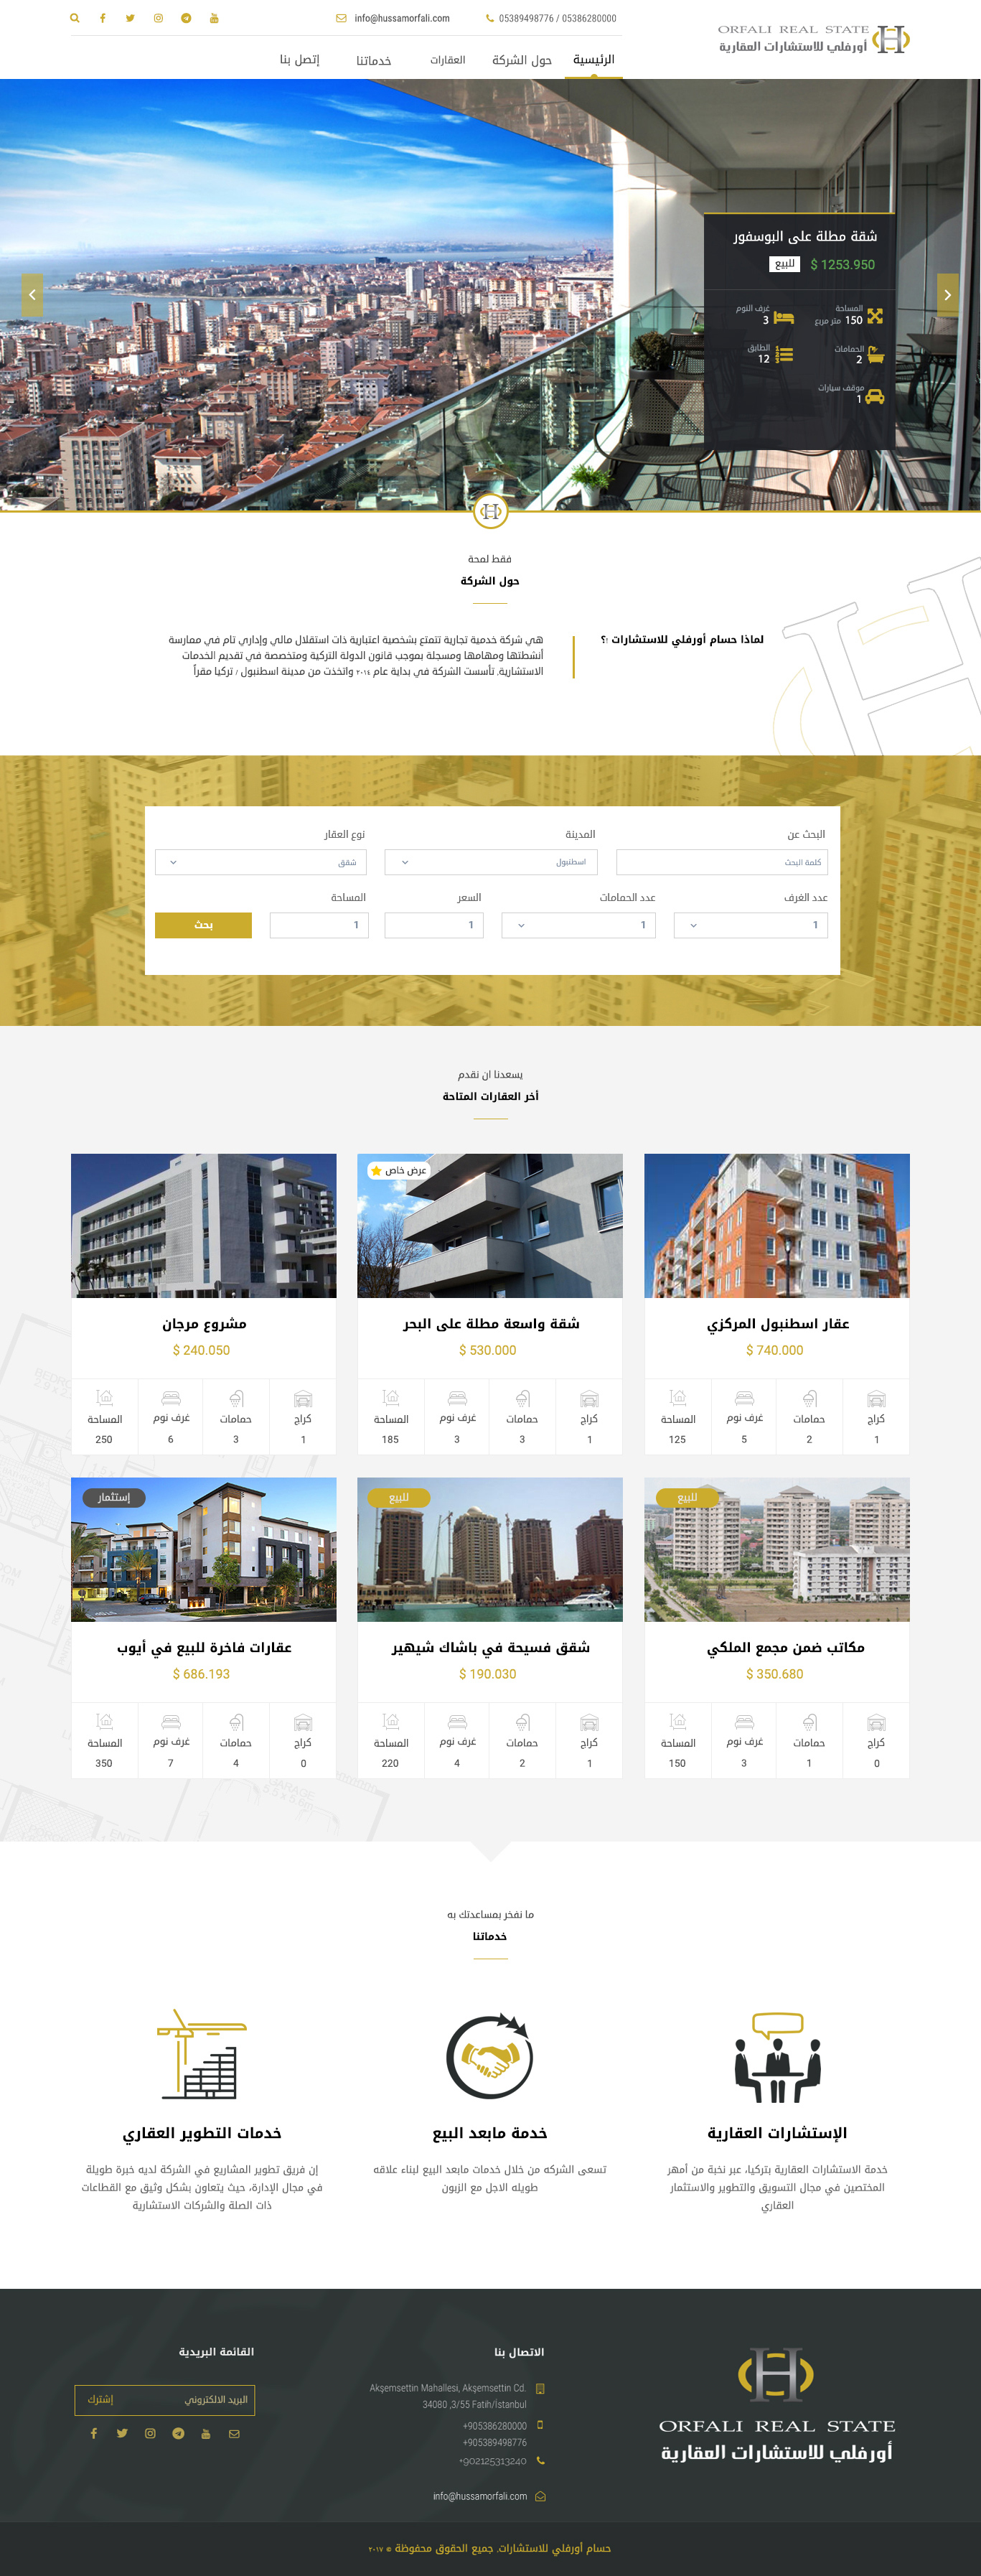 ORFALI REAL STATE
أورفلي للاستشارات العقارية
05389498776 / 05386280000
info@hussamorfali.com
الرئيسية
حول الشركة
العقارات
خدماتنا
إتصل بنا
شقة مطلة على البوسفور
$ 1253.950
للبيع
المساحة
150 متر مربع
غرف النوم
3
الحمامات
2
الطابق
12
موقف سيارات
1
فقط لمحة
حول الشركة
لماذا حسام أورفلي للاستشارات ؟
هي شركة خدمية تجارية تتمتع بشخصية اعتبارية ذات استقلال مالي وإداري تام في ممارسة
أنشطتها ومهامها ومسجلة بموجب قانون الدولة التركية ومتخصصة في تقديم الخدمات
الاستشارية. تأسست الشركة في بداية عام ٢٠١٤ واتخذت من مدينة اسطنبول / تركيا مقراً
البحث عن
كلمة البحث
المدينة
اسطنبول
نوع العقار
شقق
عدد الغرف
1
عدد الحمامات
1
السعر
1
المساحة
1
بحث
يسعدنا ان نقدم
أخر العقارات المتاحة
عقار اسطنبول المركزي
$ 740.000
كراج
1
حمامات
2
غرف نوم
5
المساحة
125
عرض خاص
شقة واسعة مطلة على البحر
$ 530.000
كراج
1
حمامات
3
غرف نوم
3
المساحة
185
مشروع مرجان
$ 240.050
كراج
1
حمامات
3
غرف نوم
6
المساحة
250
للبيع
مكاتب ضمن مجمع الملكي
$ 350.680
كراج
0
حمامات
1
غرف نوم
3
المساحة
150
للبيع
شقق فسيحة في باشاك شيهير
$ 190.030
كراج
1
حمامات
2
غرف نوم
4
المساحة
220
إستثمار
عقارات فاخرة للبيع في أيوب
$ 686.193
كراج
0
حمامات
4
غرف نوم
7
المساحة
350
ما نفخر بمساعدتك به
خدماتنا
الإستشارات العقارية
خدمة الاستشارات العقارية بتركيا، عبر نخبة من أمهر
المختصين في مجال التسويق والتطوير والاستثمار
العقاري
خدمة مابعد البيع
تسعى الشركه من خلال خدمات مابعد البيع لبناء علاقه
طويله الاجل مع الزبون
خدمات التطوير العقاري
إن فريق تطوير المشاريع في الشركة لديه خبرة طويلة
في مجال الإدارة، حيث يتعاون بشكل وثيق مع القطاعات
ذات الصلة والشركات الاستشارية
ORFALI REAL STATE
أورفلي للاستشارات العقارية
الاتصال بنا
Akşemsettin Mahallesi, Akşemsettin Cd.
34080 ,3/55 Fatih/İstanbul
+905386280000
+905389498776
+902125313240
info@hussamorfali.com
القائمة البريدية
البريد الالكتروني
إشترك
حسام أورفلي للاستشارات. جميع الحقوق محفوظة © ٢٠١٧